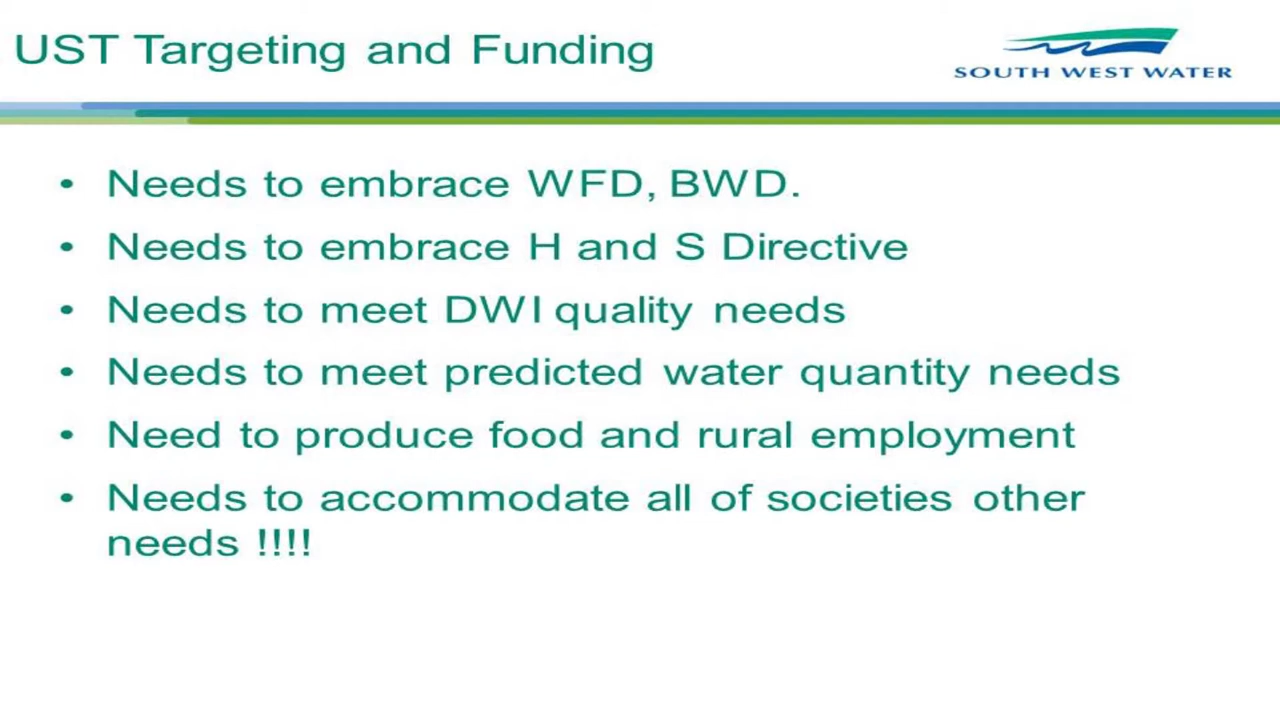 UST Targeting and Funding
SOUTH WEST WATER
• Needs to embrace WFD, BWD.
• Needs to embrace H and S Directive
• Needs to meet DWI quality needs
• Needs to meet predicted water quantity needs
• Need to produce food and rural employment
• Needs to accommodate all of societies other
needs !!!!